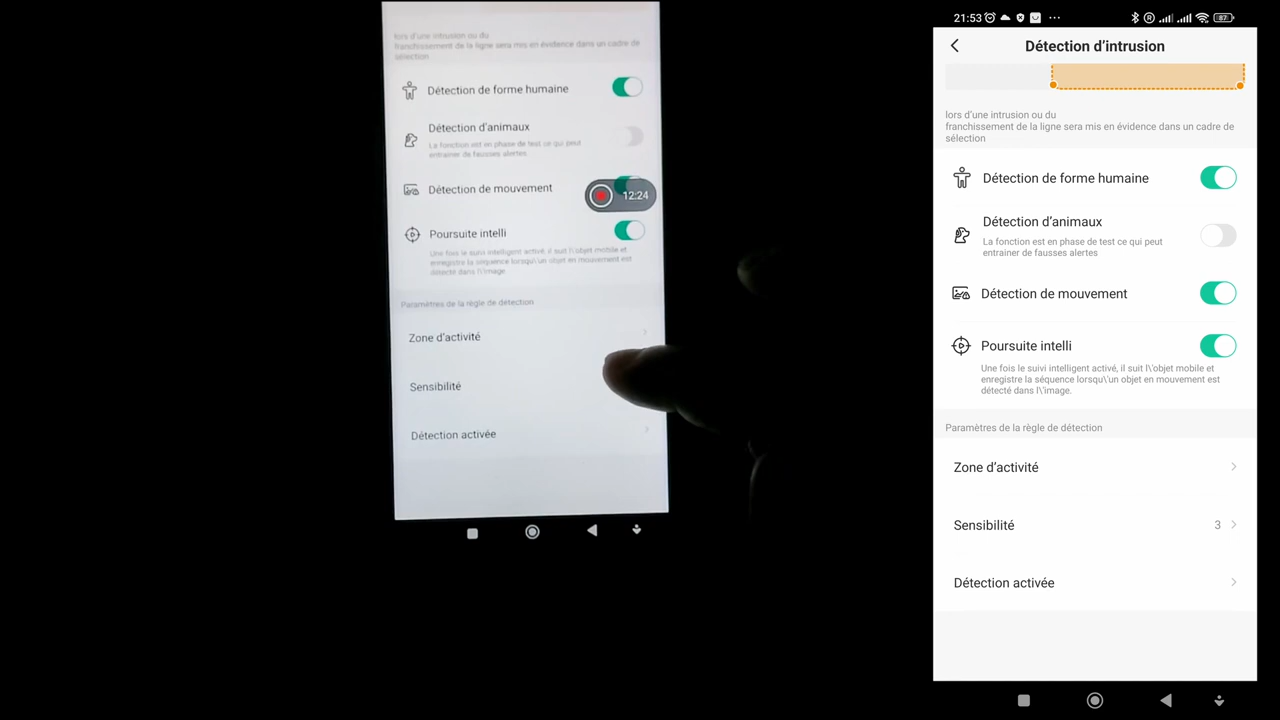 lors d'une intrusion ou du
franchissement de la ligne sera mis en évidence dans un cadre de
sélection
Détection de forme humaine
Détection d'animaux
La fonction est en phase de test ce qui peut
entrainer de fausses alertes
Détection de mouvement
12:24
Poursuite intelli
Une fois le suivi intelligent activé, il suit l\'objet mobile et
enregistre la séquence lorsqu\'un objet en mouvement est
détecté dans l\'image.
Paramètres de la règle de détection
Zone d'activité
Sensibilité
Détection activée
21:53
87
Détection d'intrusion
lors d'une intrusion ou du
franchissement de la ligne sera mis en évidence dans un cadre de
sélection
Détection de forme humaine
Détection d'animaux
La fonction est en phase de test ce qui peut
entrainer de fausses alertes
Détection de mouvement
Poursuite intelli
Une fois le suivi intelligent activé, il suit l\'objet mobile et
enregistre la séquence lorsqu\'un objet en mouvement est
détecté dans l\'image.
Paramètres de la règle de détection
Zone d'activité
Sensibilité 3
Détection activée